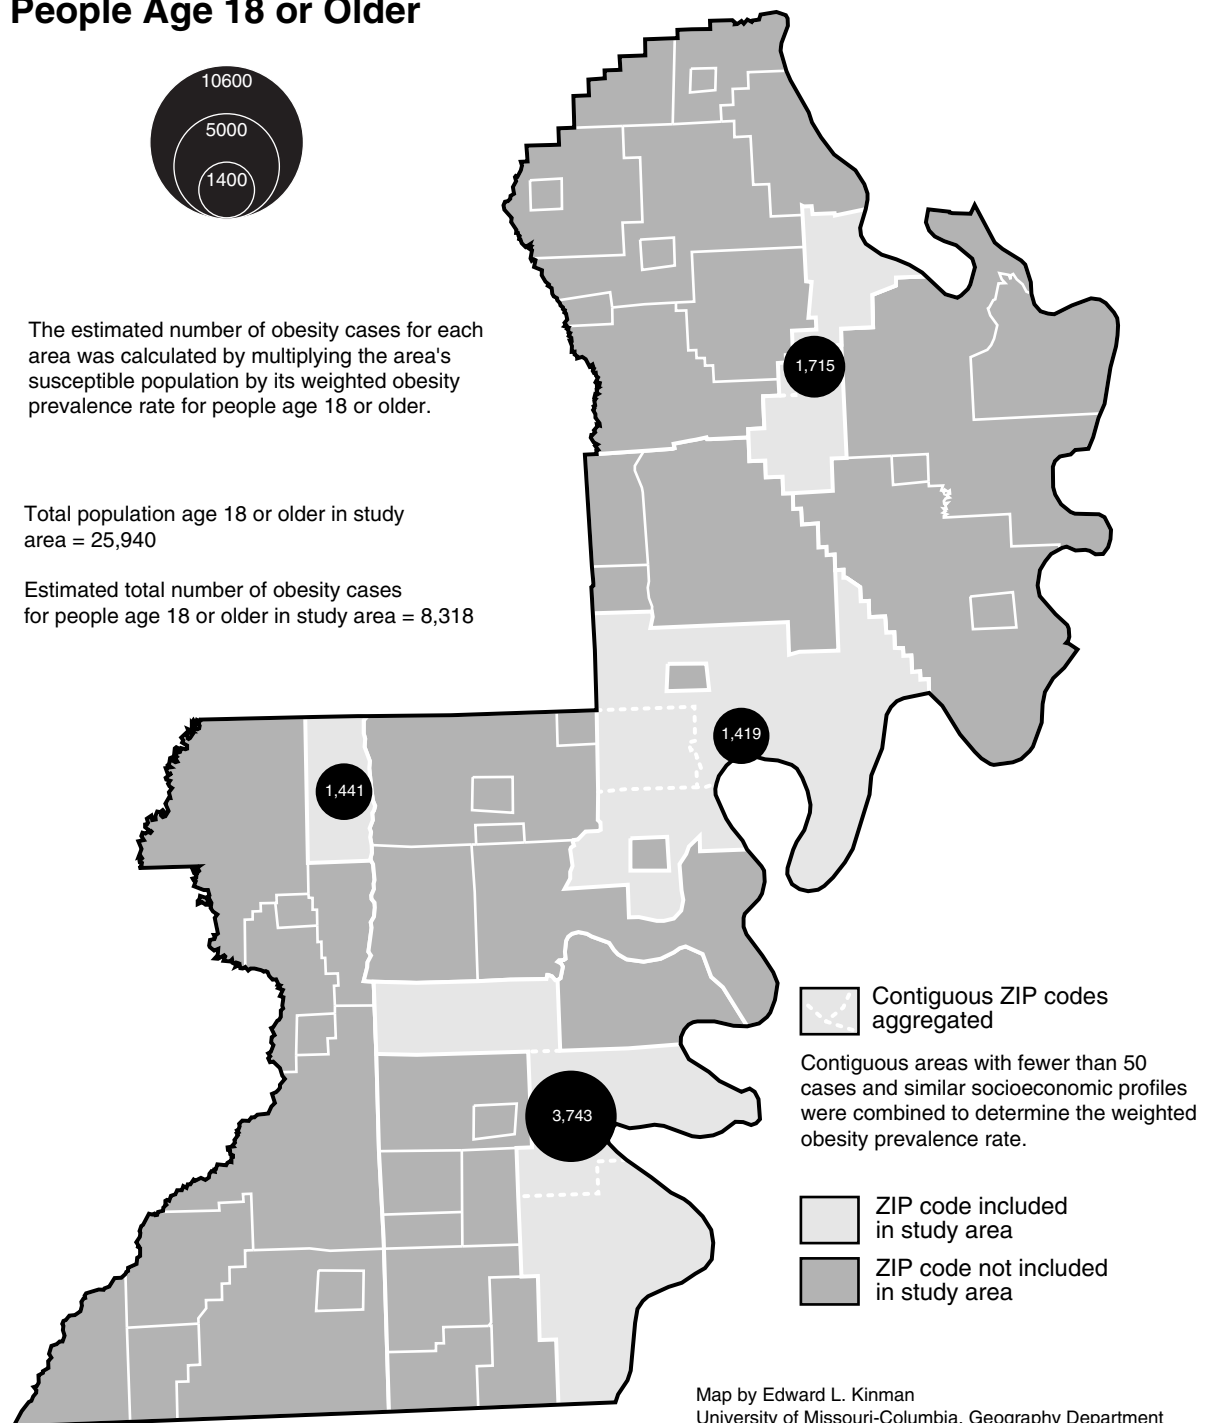 People Age 18 or Older
10600
5000
1400
The estimated number of obesity cases for each
area was calculated by multiplying the area's
susceptible population by its weighted obesity
prevalence rate for people age 18 or older.
Total population age 18 or older in study
area = 25,940
Estimated total number of obesity cases
for people age 18 or older in study area = 8,318
1,715
1,419
1,441
3,743
Contiguous ZIP codes
aggregated
Contiguous areas with fewer than 50
cases and similar socioeconomic profiles
were combined to determine the weighted
obesity prevalence rate.
ZIP code included
in study area
ZIP code not included
in study area
Map by Edward L. Kinman
University of Missouri-Columbia, Geography Department